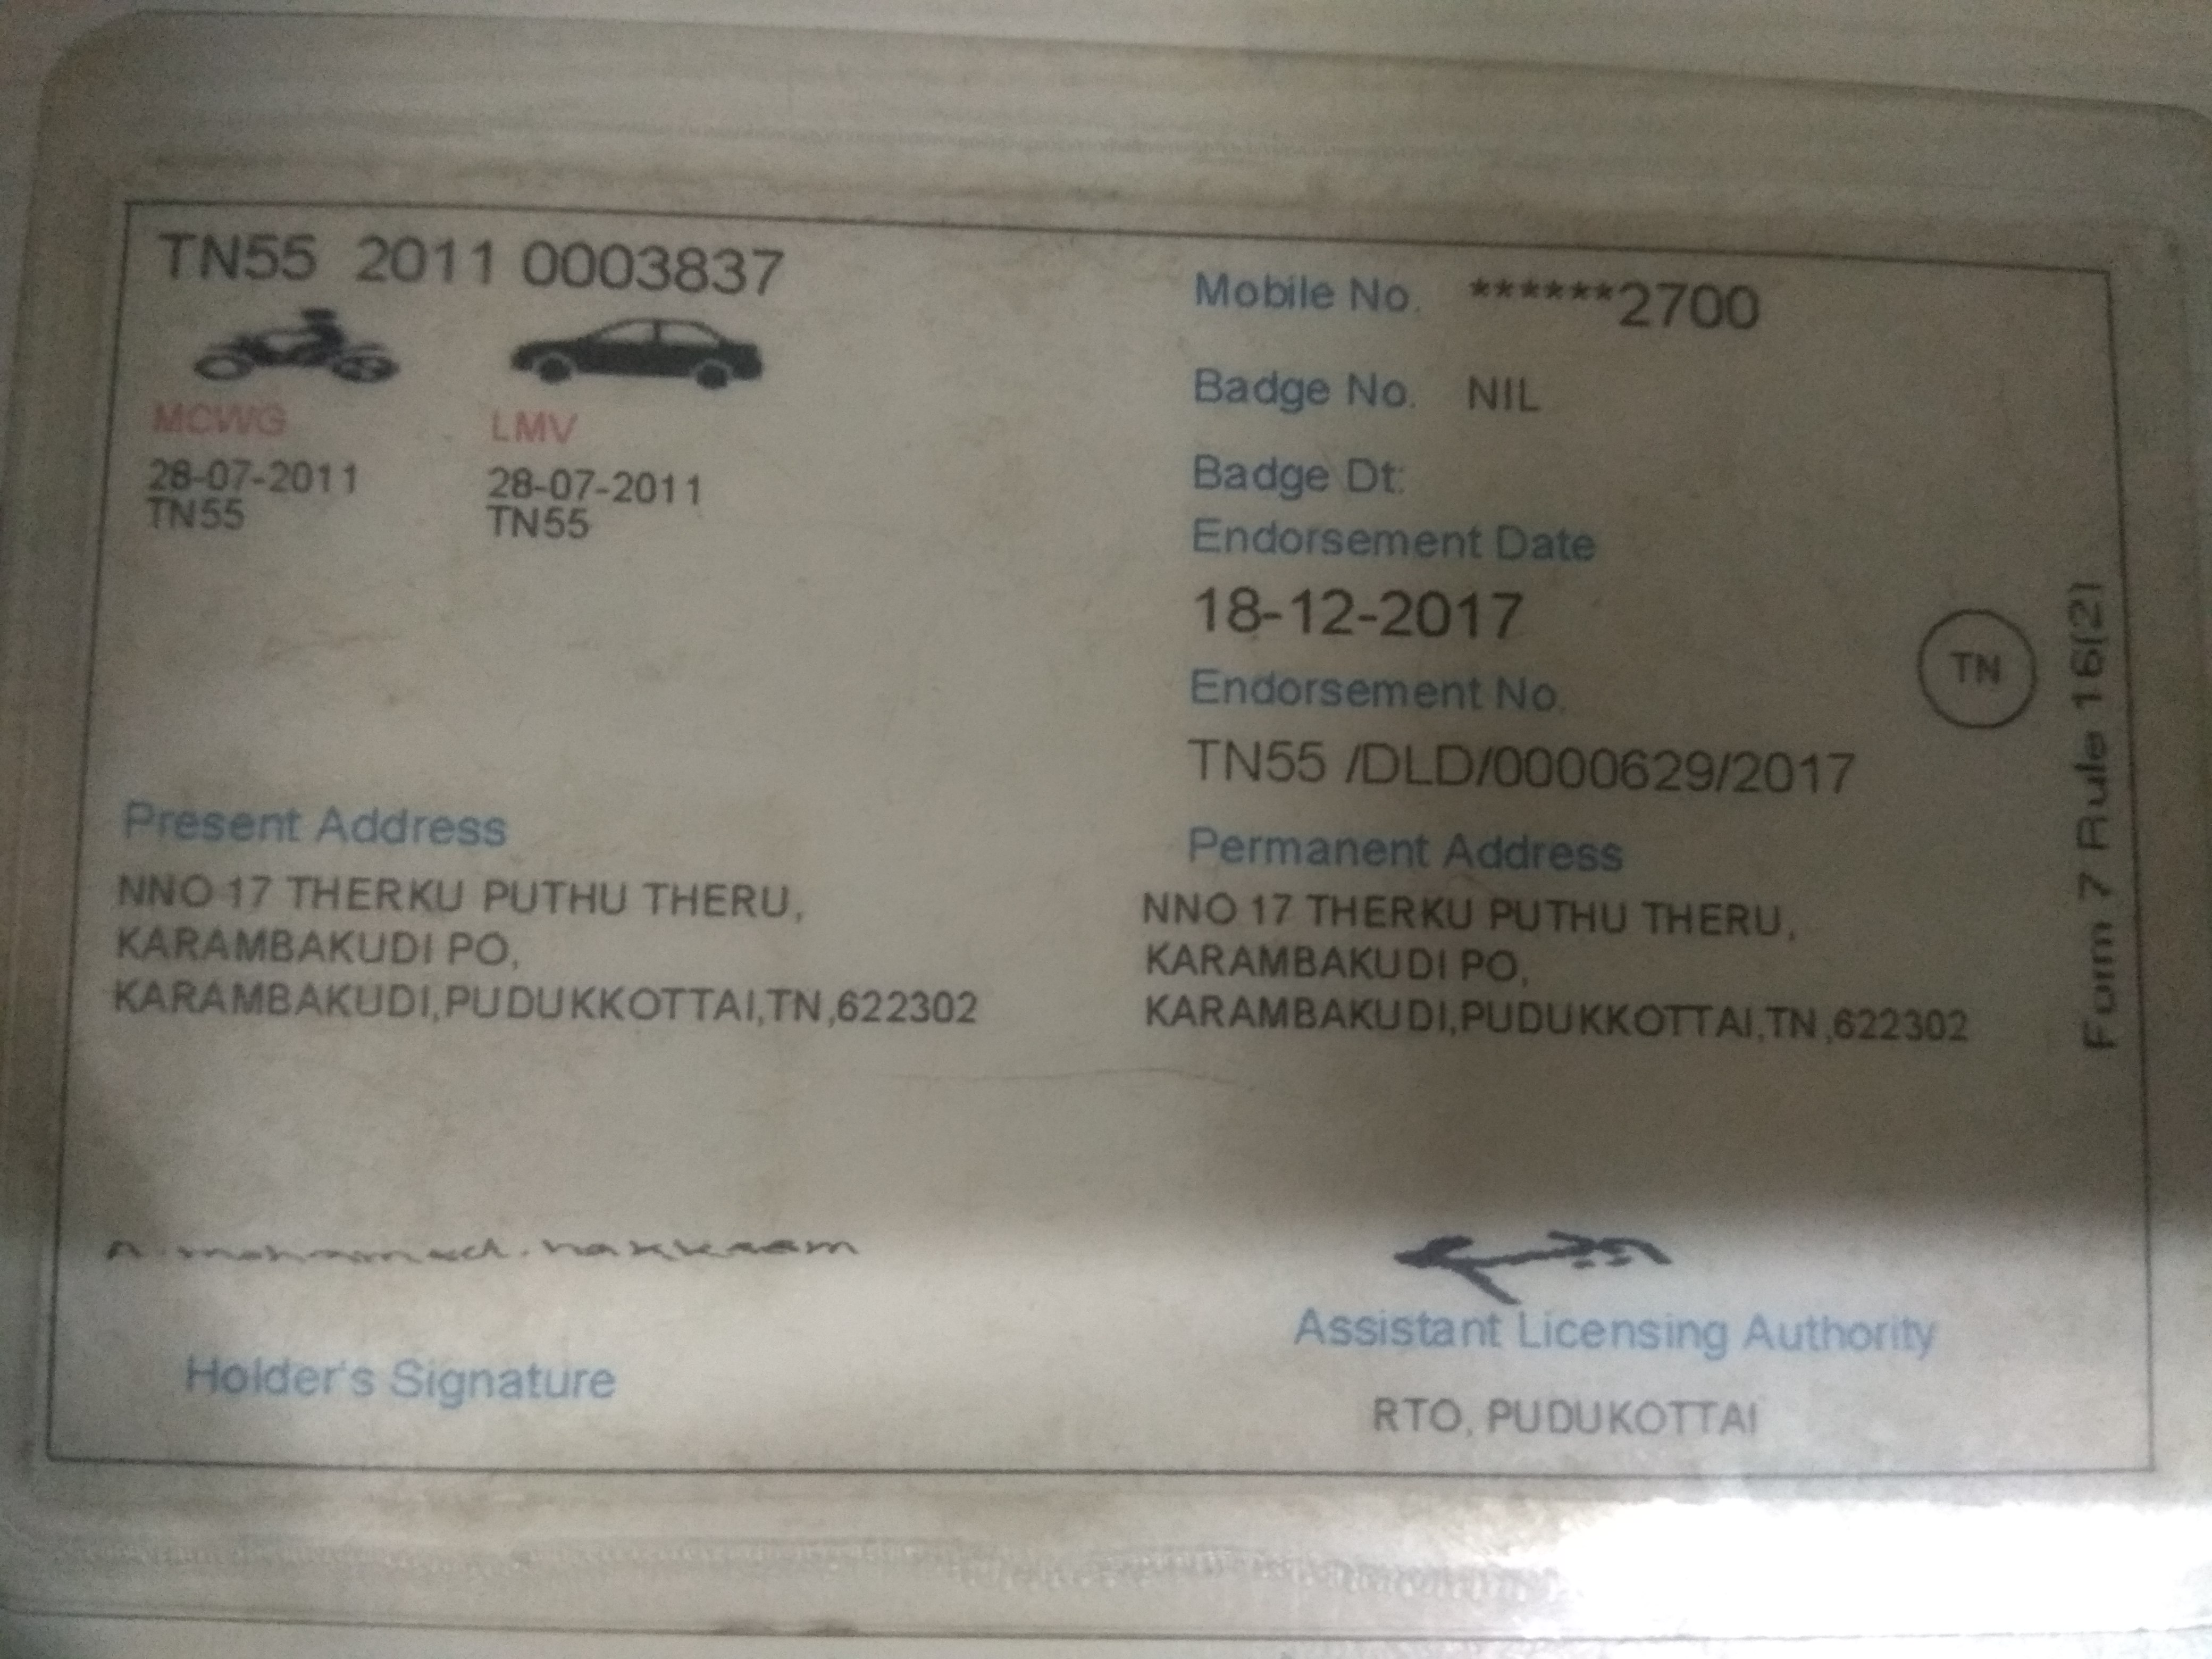 TN55 2011 0003837
MCWG
28-07-2011
TN55
LMV
28-07-2011
TN55
Mobile No. ******2700
Badge No. NIL
Badge Dt:
Endorsement Date
18-12-2017
Endorsement No.
TN55 /DLD/0000629/2017
TN
Form 7 Rule 16(2)
Present Address
NNO 17 THERKU PUTHU THERU,
KARAMBAKUDI PO,
KARAMBAKUDI,PUDUKKOTTAI,TN,622302
Permanent Address
NNO 17 THERKU PUTHU THERU,
KARAMBAKUDI PO,
KARAMBAKUDI,PUDUKKOTTAI,TN,622302
A. mohammed.
Holder's Signature
Assistant Licensing Authority
RTO, PUDUKOTTAI